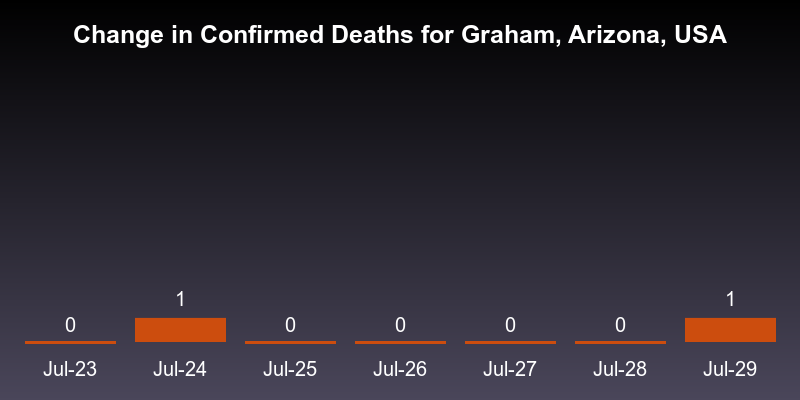 Change in Confirmed Deaths for Graham, Arizona, USA
0 1 0 0 0 0 1
Jul-23 Jul-24 Jul-25 Jul-26 Jul-27 Jul-28 Jul-29